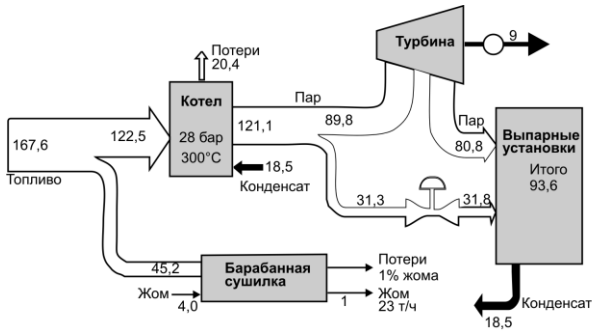 Потери
20,4
Турбина
9
Котел
28 бар
300°C
Пар
89,8
167,6
122,5
121,1
Топливо
18,5
Конденсат
Пар
80,8
Выпарные
установки
Итого
93,6
31,3
31,8
45,2
Барабанная
сушилка
Жом
4,0
Потери
1% жома
1
Жом
23 т/ч
Конденсат
18,5